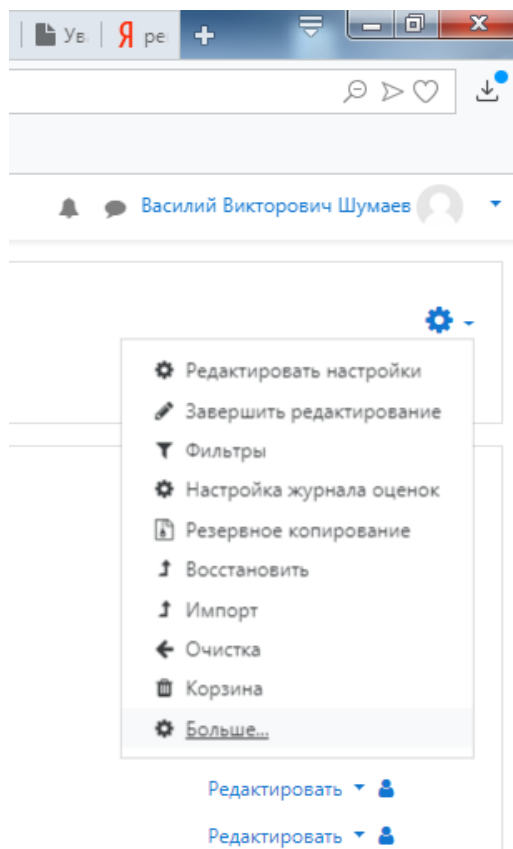 Ув
Я ре
Василий Викторович Шумаев
Редактировать настройки
Завершить редактирование
Фильтры
Настройка журнала оценок
Резервное копирование
Восстановить
Импорт
Очистка
Корзина
Больше...
Редактировать
Редактировать